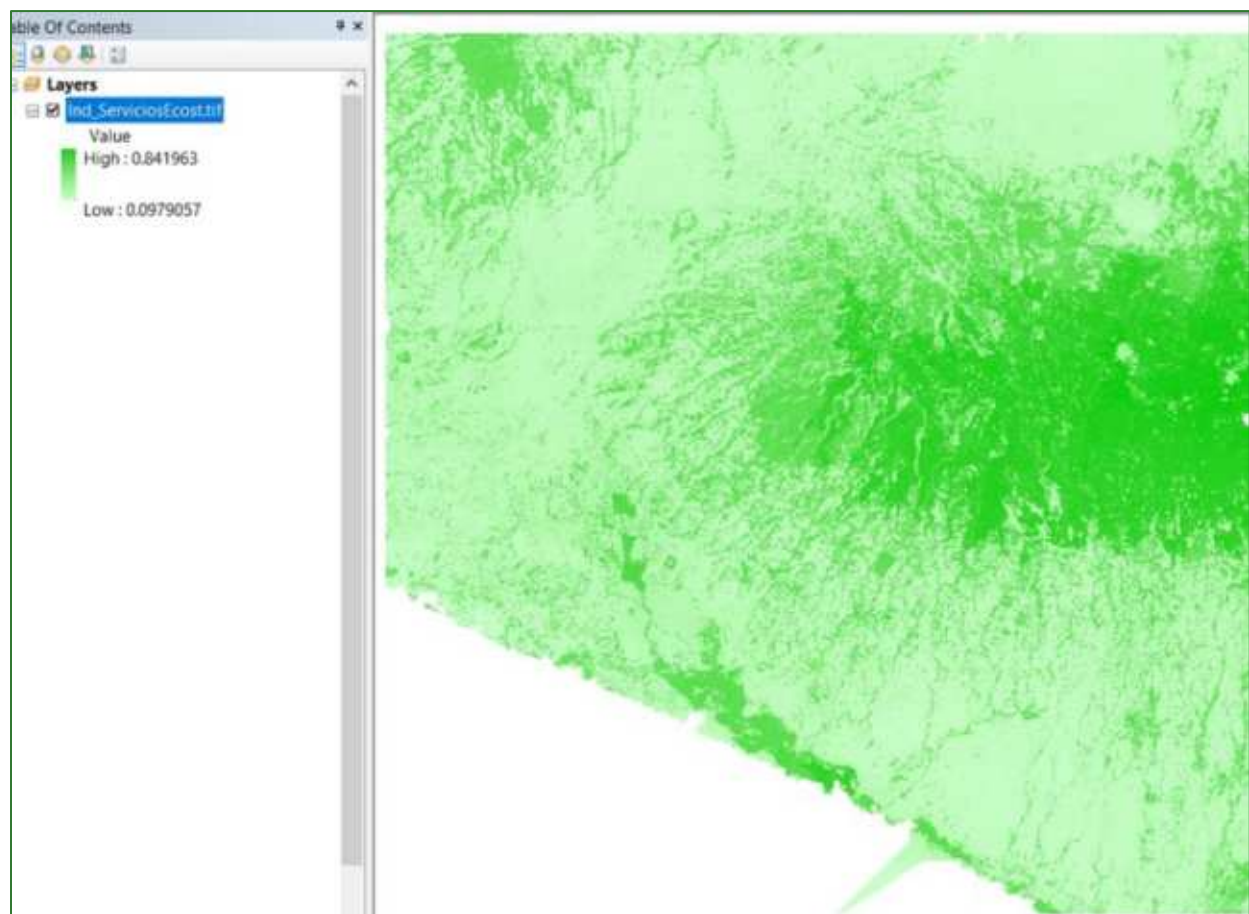 able Of Contents
Layers
Ind_ServiciosEcost.tif
Value
High : 0.841963
Low : 0.0979057